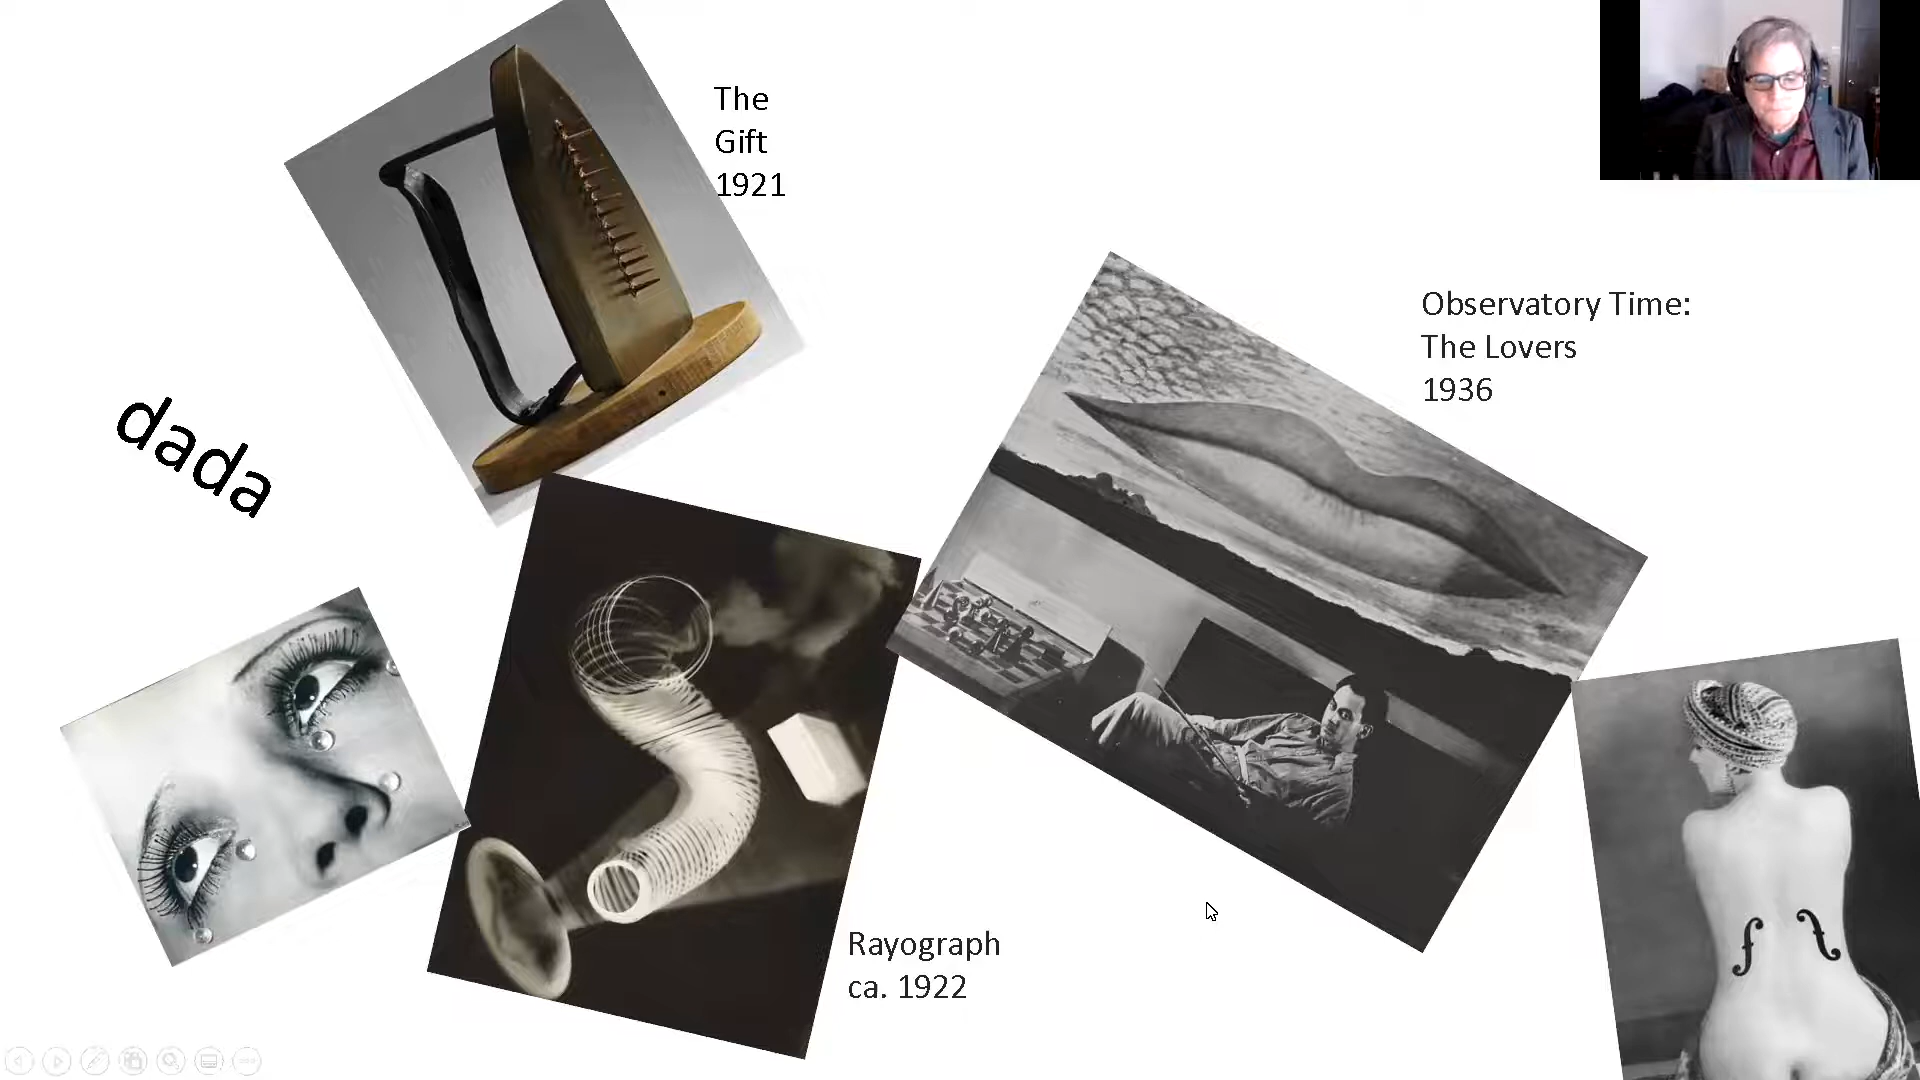 The
Gift
1921
Observatory Time:
The Lovers
1936
dada
Rayograph
ca. 1922